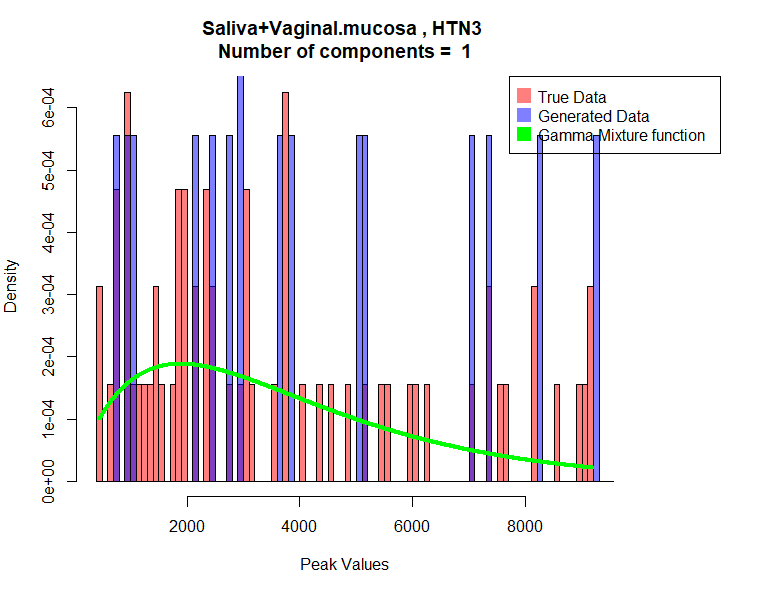 Saliva+Vaginal.mucosa , HTN3
Number of components =  1
True Data
Generated Data
Gamma Mixture function
6e-04
5e-04
4e-04
3e-04
2e-04
1e-04
0e+00
Density
2000
4000
6000
8000
Peak Values